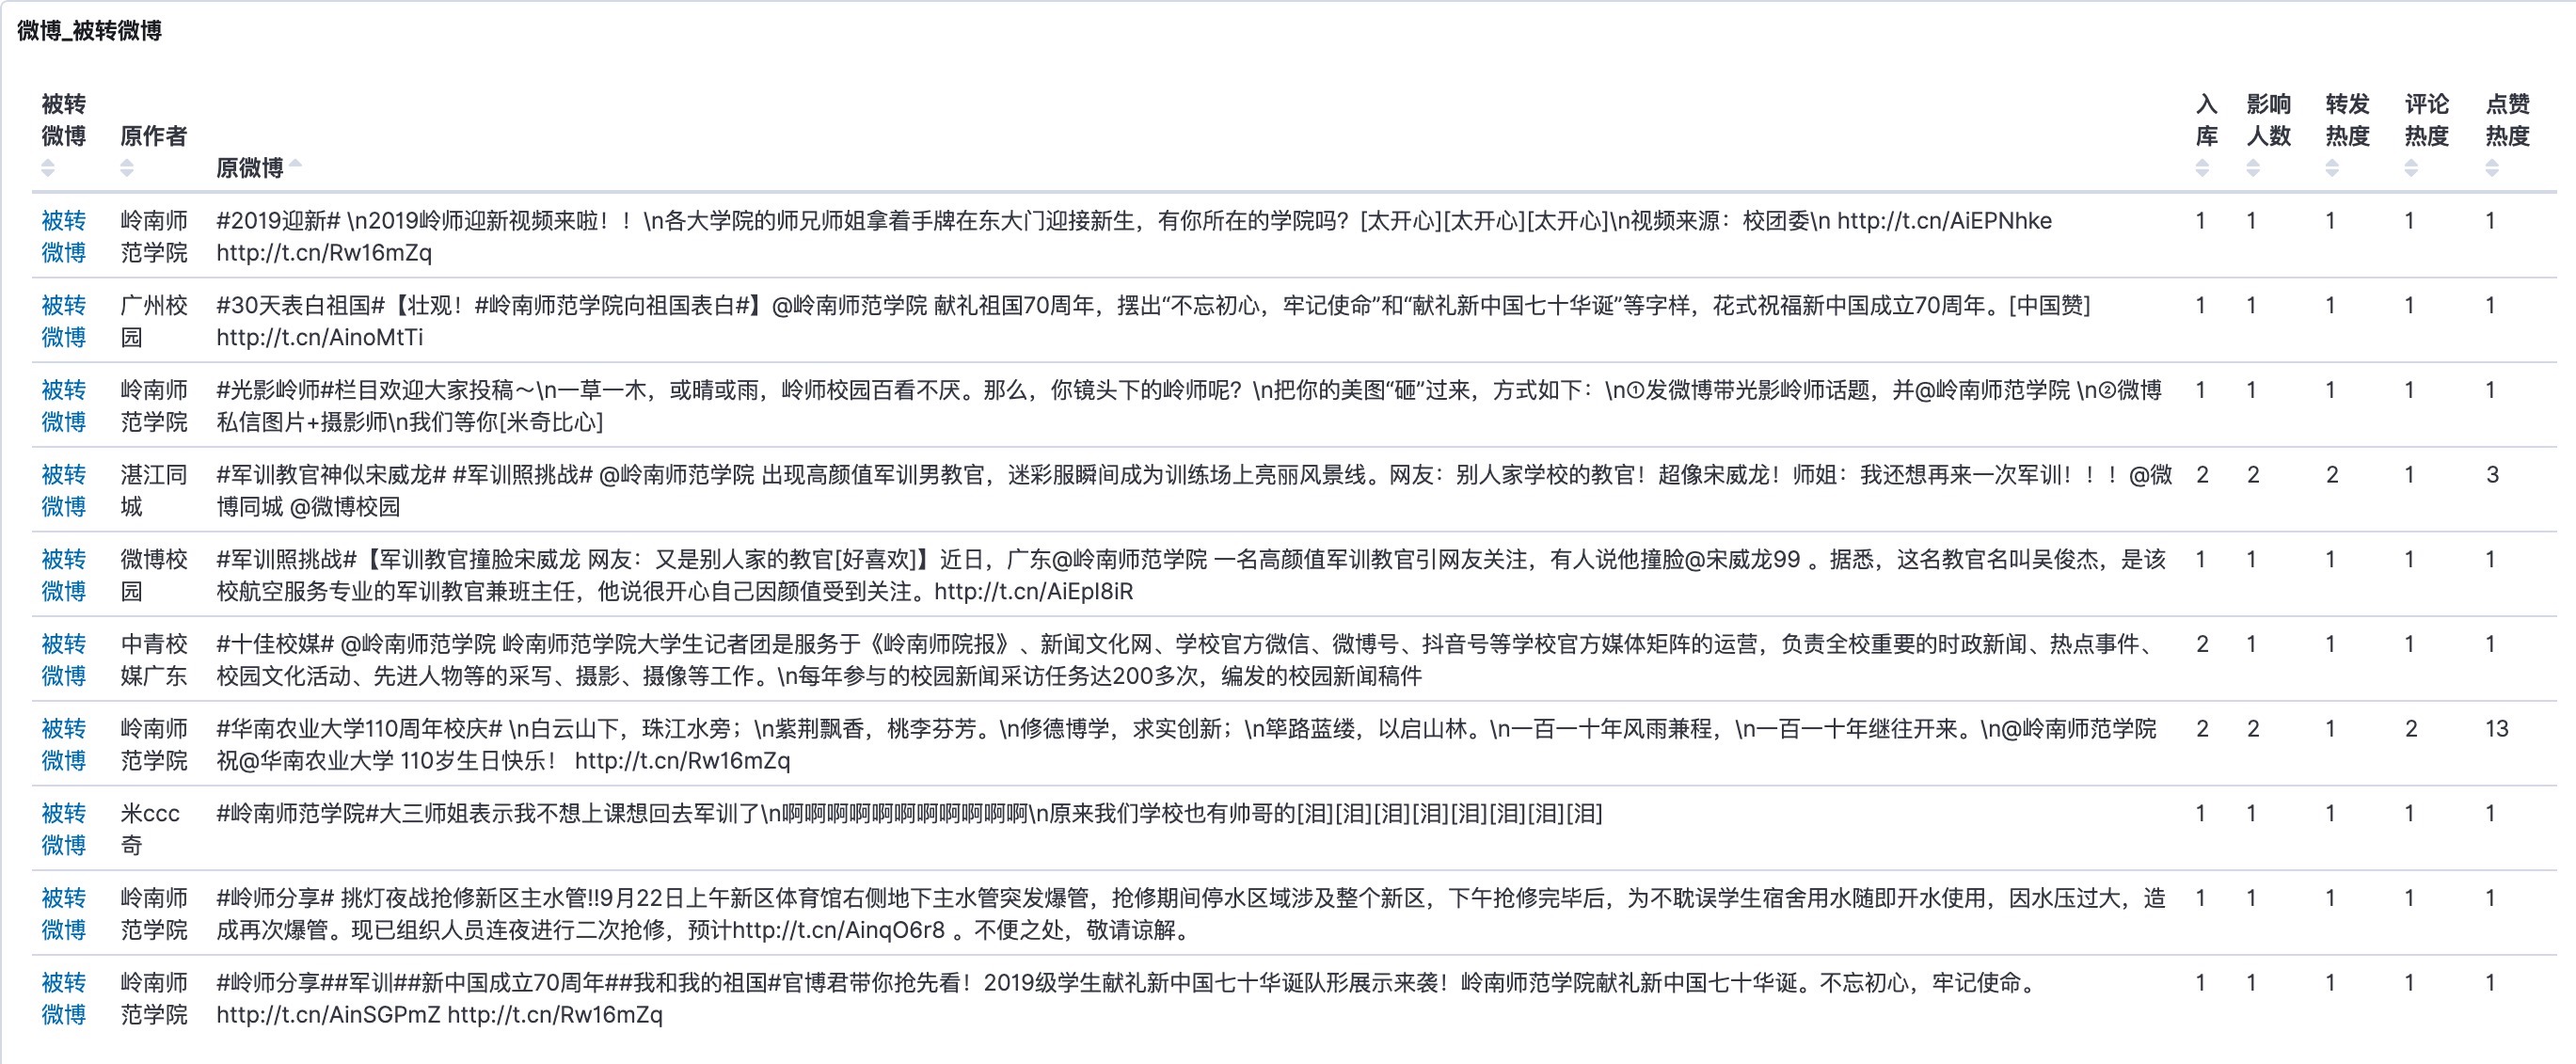 微博_被转微博
被转 入 影响 转发 评论 点赞
微博 原作者 库 人数 热度 热度 热度
原微博
被转 岭南师 #2019迎新# \n2019岭师迎新视频来啦！！\n各大学院的师兄师姐拿着手牌在东大门迎接新生，有你所在的学院吗？[太开心][太开心][太开心]\n视频来源：校团委\n http://t.cn/AiEPNhke 1 1 1 1 1
微博 范学院 http://t.cn/Rw16mZq
被转 广州校 #30天表白祖国#【壮观！#岭南师范学院向祖国表白#】@岭南师范学院 献礼祖国70周年，摆出“不忘初心，牢记使命”和“献礼新中国七十华诞”等字样，花式祝福新中国成立70周年。[中国赞] 1 1 1 1 1
微博 园 http://t.cn/AinoMtTi
被转 岭南师 #光影岭师#栏目欢迎大家投稿～\n一草一木，或晴或雨，岭师校园百看不厌。那么，你镜头下的岭师呢？\n把你的美图“砸”过来，方式如下：\n①发微博带光影岭师话题，并@岭南师范学院 \n②微博 1 1 1 1 1
微博 范学院 私信图片+摄影师\n我们等你[米奇比心]
被转 湛江同 #军训教官神似宋威龙# #军训照挑战# @岭南师范学院 出现高颜值军训男教官，迷彩服瞬间成为训练场上亮丽风景线。网友：别人家学校的教官！超像宋威龙！师姐：我还想再来一次军训！！！@微 2 2 2 1 3
微博 城 博同城 @微博校园
被转 微博校 #军训照挑战#【军训教官撞脸宋威龙 网友：又是别人家的教官[好喜欢]】近日，广东@岭南师范学院 一名高颜值军训教官引网友关注，有人说他撞脸@宋威龙99 。据悉，这名教官名叫吴俊杰，是该 1 1 1 1 1
微博 园 校航空服务专业的军训教官兼班主任，他说很开心自己因颜值受到关注。http://t.cn/AiEpI8iR
被转 中青校 #十佳校媒# @岭南师范学院 岭南师范学院大学生记者团是服务于《岭南师院报》、新闻文化网、学校官方微信、微博号、抖音号等学校官方媒体矩阵的运营，负责全校重要的时政新闻、热点事件、 2 1 1 1 1
微博 媒广东 校园文化活动、先进人物等的采写、摄影、摄像等工作。\n每年参与的校园新闻采访任务达200多次，编发的校园新闻稿件
被转 岭南师 #华南农业大学110周年校庆# \n白云山下，珠江水旁；\n紫荆飘香，桃李芬芳。\n修德博学，求实创新；\n筚路蓝缕，以启山林。\n一百一十年风雨兼程，\n一百一十年继往开来。\n@岭南师范学院 2 2 1 2 13
微博 范学院 祝@华南农业大学 110岁生日快乐！ http://t.cn/Rw16mZq
被转 米ccc #岭南师范学院#大三师姐表示我不想上课想回去军训了\n啊啊啊啊啊啊啊啊啊啊啊\n原来我们学校也有帅哥的[泪][泪][泪][泪][泪][泪][泪][泪] 1 1 1 1 1
微博 奇
被转 岭南师 #岭师分享# 挑灯夜战抢修新区主水管!!9月22日上午新区体育馆右侧地下主水管突发爆管，抢修期间停水区域涉及整个新区，下午抢修完毕后，为不耽误学生宿舍用水随即开水使用，因水压过大，造 1 1 1 1 1
微博 范学院 成再次爆管。现已组织人员连夜进行二次抢修，预计http://t.cn/AinqO6r8 。不便之处，敬请谅解。
被转 岭南师 #岭师分享##军训##新中国成立70周年##我和我的祖国#官博君带你抢先看！2019级学生献礼新中国七十华诞队形展示来袭！岭南师范学院献礼新中国七十华诞。不忘初心，牢记使命。 1 1 1 1 1
微博 范学院 http://t.cn/AinSGPmZ http://t.cn/Rw16mZq